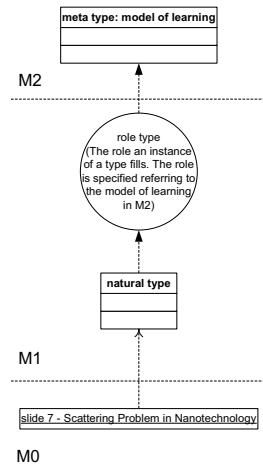 meta type: model of learning
M2
role type
(The role an instance
of a type fills. The role
is specified referring to
the model of learning
in M2)
natural type
M1
slide 7 - Scattering Problem in Nanotechnology
M0